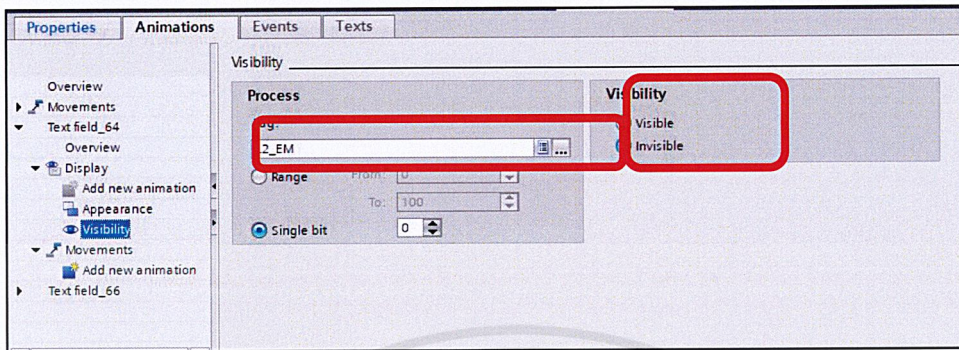 Properties
Animations
Events
Texts
Visibility
Overview
Movements
Text field_64
Overview
Display
Add new animation
Appearance
Visibility
Movements
Add new animation
Text field_66
Process
2_EM
...
Range
From:
0
To:
100
Single bit
0
Visibility
Visible
Invisible